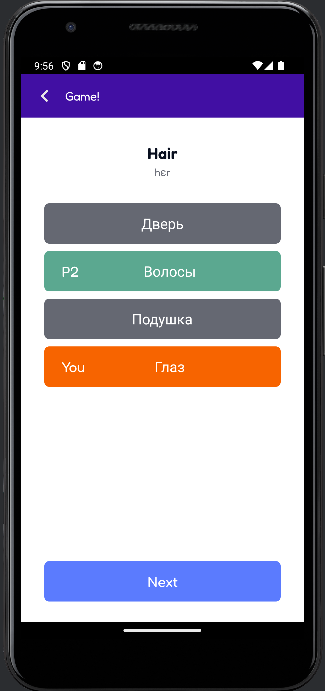 9:56
Game!
Hair
hɛr
Дверь
P2 Волосы
Подушка
You Глаз
Next